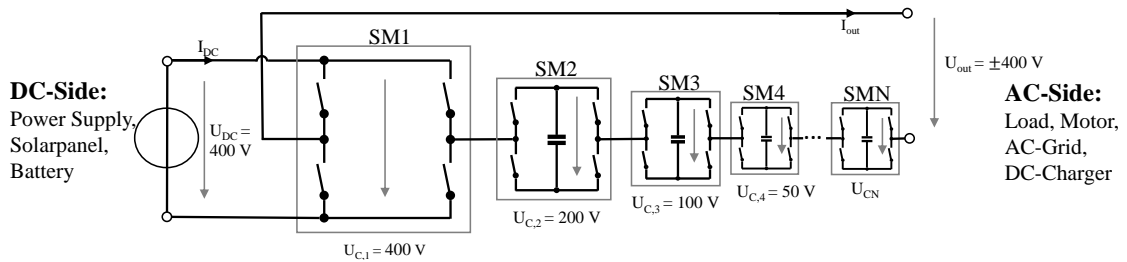 DC-Side:
Power Supply,
Solarpanel,
Battery
I_DC
U_DC =
400 V
SM1
U_C,1 = 400 V
SM2
U_C,2 = 200 V
SM3
U_C,3 = 100 V
SM4
U_C,4 = 50 V
SMN
U_CN
I_out
U_out = ±400 V
AC-Side:
Load, Motor,
AC-Grid,
DC-Charger